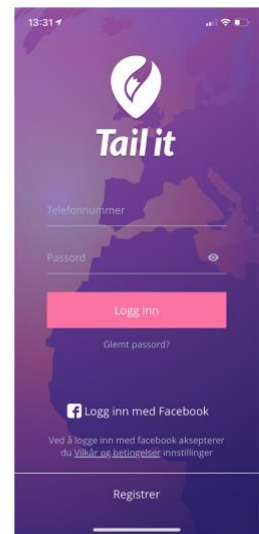 13:31
Tail it
Telefonnummer
Passord
Logg inn
Glemt passord?
Logg inn med Facebook
Ved å logge inn med facebook aksepterer
du Vilkår og betingelser innstillinger
Registrer